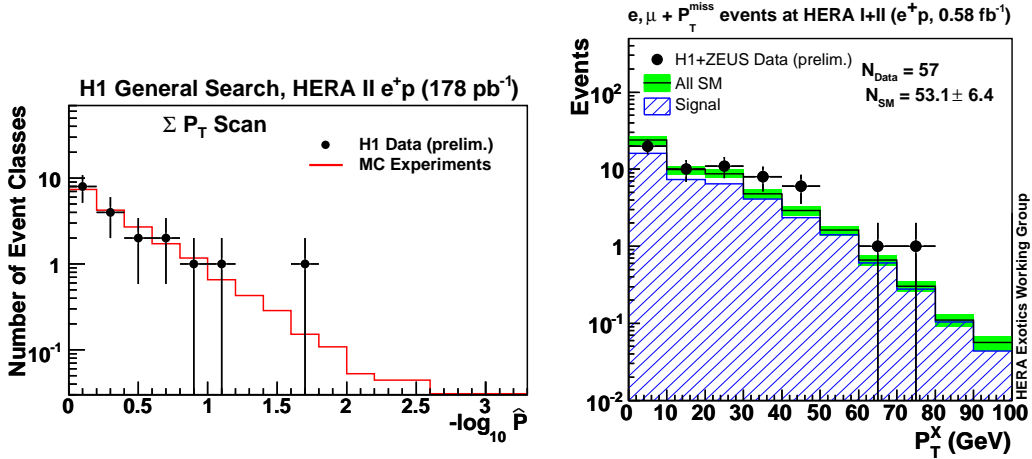 H1 General Search, HERA II e⁺p (178 pb⁻¹)
Σ P_T Scan
H1 Data (prelim.)
MC Experiments
Number of Event Classes
10
1
10⁻¹
0 0.5 1 1.5 2 2.5 3
-log₁₀ P̂
e, μ + P_T^miss events at HERA I+II (e⁺p, 0.58 fb⁻¹)
H1+ZEUS Data (prelim.)
All SM
Signal
N_Data = 57
N_SM = 53.1 ± 6.4
Events
10²
10
1
10⁻¹
10⁻²
0 10 20 30 40 50 60 70 80 90 100
P_T^X (GeV)
HERA Exotics Working Group